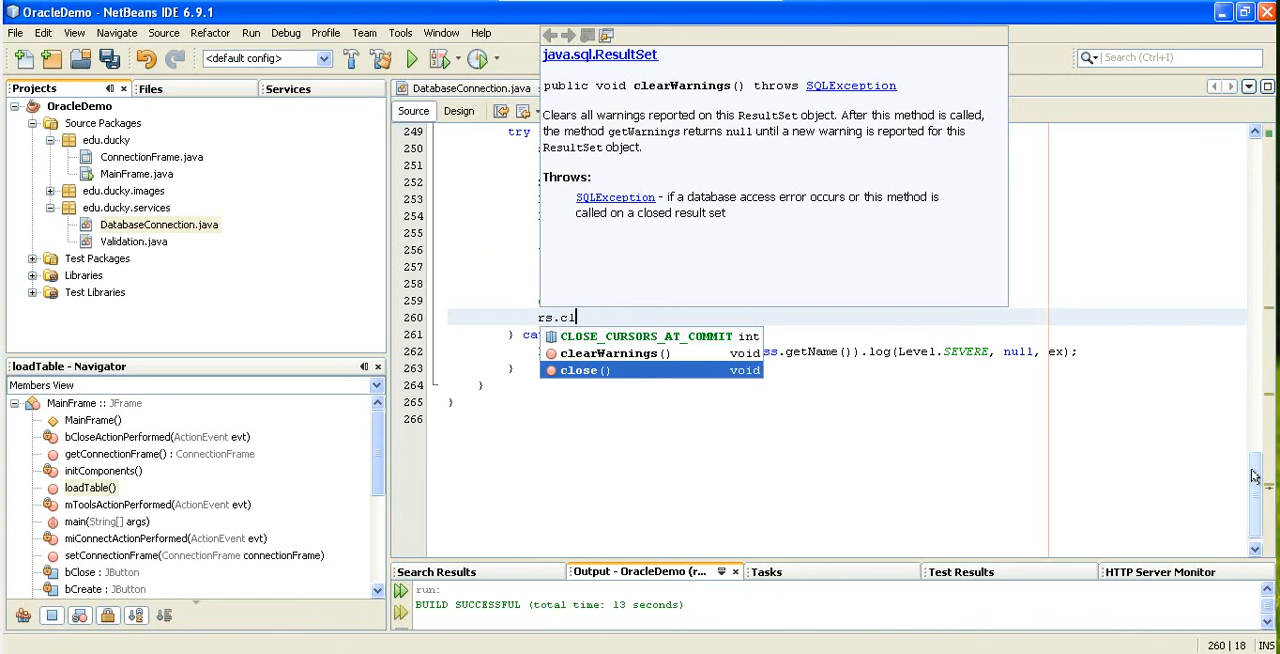 OracleDemo - NetBeans IDE 6.9.1
File Edit View Navigate Source Refactor Run Debug Profile Team Tools Window Help
<default config>
Search (Ctrl+I)
Projects
Files
Services
OracleDemo
Source Packages
edu.ducky
ConnectionFrame.java
MainFrame.java
edu.ducky.images
edu.ducky.services
DatabaseConnection.java
Validation.java
Test Packages
Libraries
Test Libraries
loadTable - Navigator
Members View
MainFrame :: JFrame
MainFrame()
bCloseActionPerformed(ActionEvent evt)
getConnectionFrame() : ConnectionFrame
initComponents()
loadTable()
mToolsActionPerformed(ActionEvent evt)
main(String[] args)
miConnectActionPerformed(ActionEvent evt)
setConnectionFrame(ConnectionFrame connectionFrame)
bClose : JButton
bCreate : JButton
DatabaseConnection.java
Source Design
java.sql.ResultSet
public void clearWarnings() throws SQLException
Clears all warnings reported on this ResultSet object. After this method is called,
the method getWarnings returns null until a new warning is reported for this
ResultSet object.
Throws:
SQLException - if a database access error occurs or this method is
called on a closed result set
249 try
250
251
252
253
254
255
256
257
258
259
260 rs.cl
261 } ca
262 ss.getName()).log(Level.SEVERE, null, ex);
263 }
264 }
265 }
266
CLOSE_CURSORS_AT_COMMIT int
clearWarnings() void
close() void
Search Results
Output - OracleDemo (r...
Tasks
Test Results
HTTP Server Monitor
run:
BUILD SUCCESSFUL (total time: 13 seconds)
260 | 18 INS